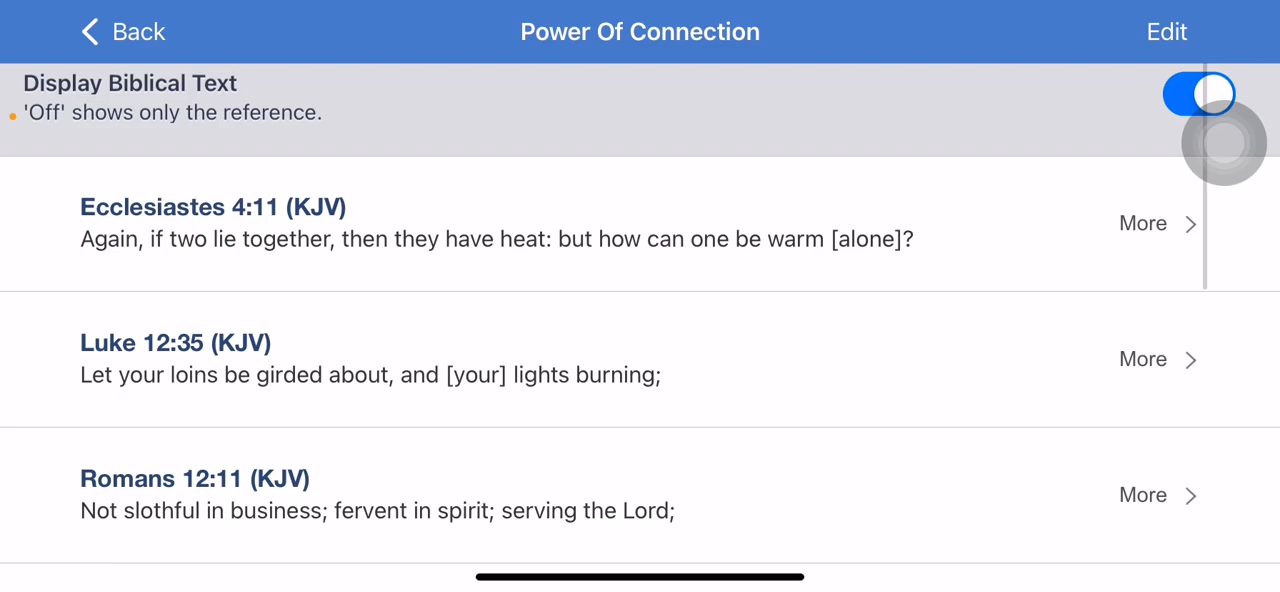 Back
Power Of Connection
Edit
Display Biblical Text
'Off' shows only the reference.
Ecclesiastes 4:11 (KJV)
Again, if two lie together, then they have heat: but how can one be warm [alone]?
More
Luke 12:35 (KJV)
Let your loins be girded about, and [your] lights burning;
More
Romans 12:11 (KJV)
Not slothful in business; fervent in spirit; serving the Lord;
More